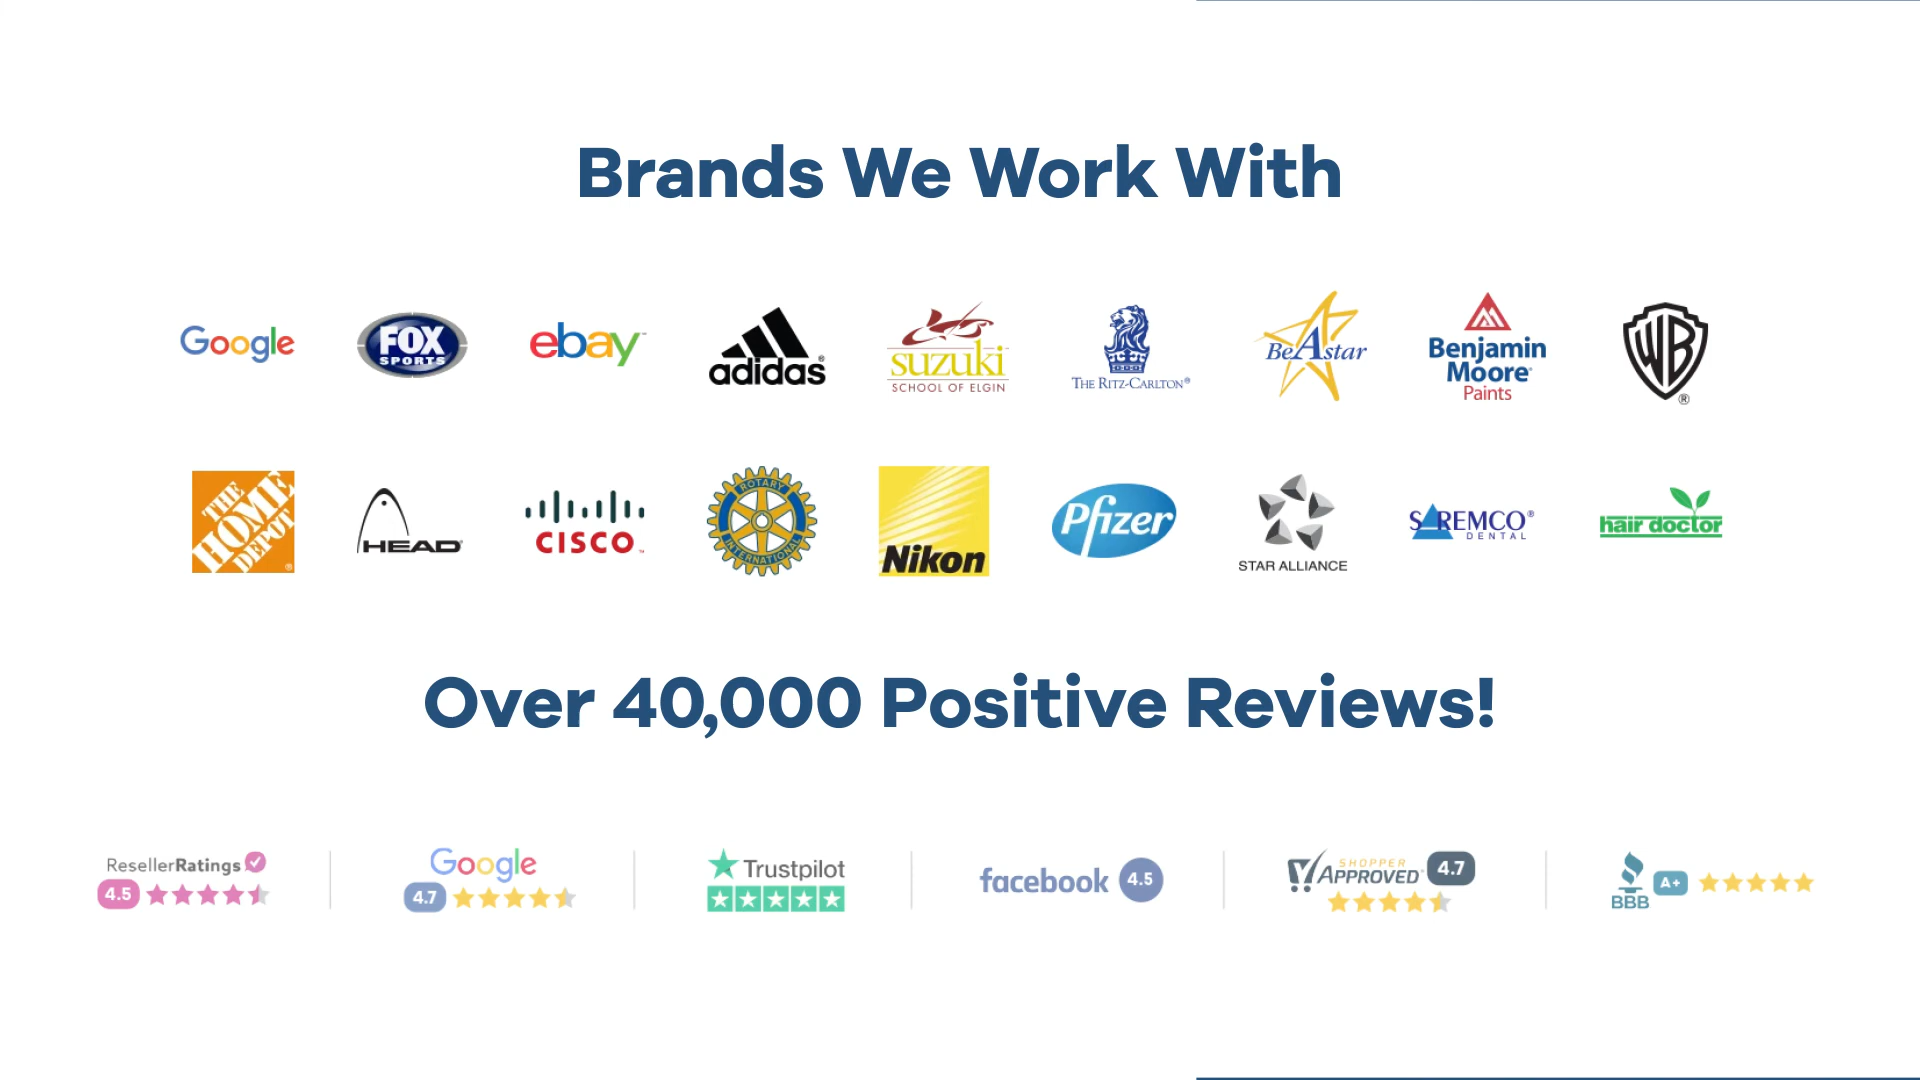 Brands We Work With
Google
FOX
SPORTS
ebay™
adidas®
suzuki
SCHOOL OF ELGIN
THE RITZ-CARLTON®
BeAstar
Benjamin
Moore®
Paints
WB®
THE
HOME
DEPOT®
HEAD
CISCO™
ROTARY
INTERNATIONAL
Nikon
Pfizer
STAR ALLIANCE
SAREMCO®
DENTAL
hair doctor
Over 40,000 Positive Reviews!
ResellerRatings
4.5
Google
4.7
Trustpilot
facebook 4.5
SHOPPER
APPROVED 4.7
BBB
A+